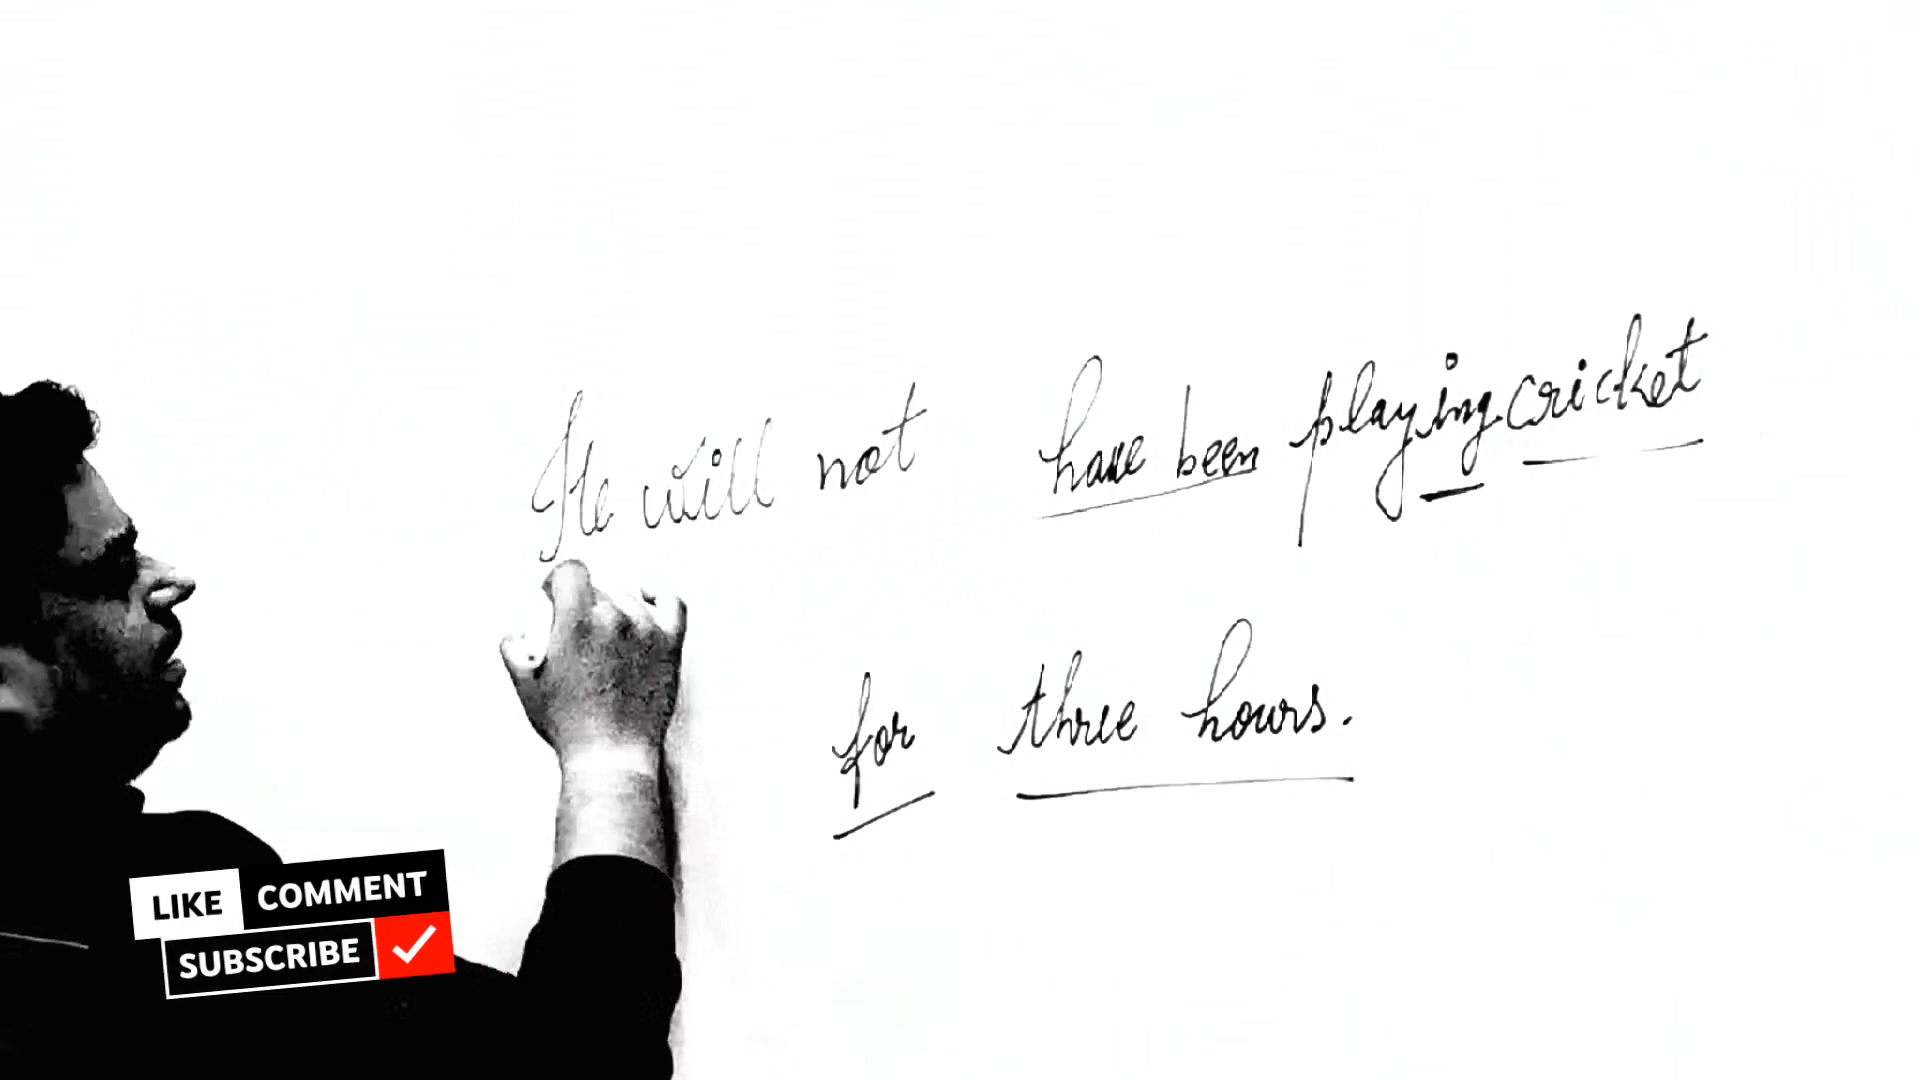 He will not have been playing cricket
for three hours.
LIKE COMMENT
SUBSCRIBE